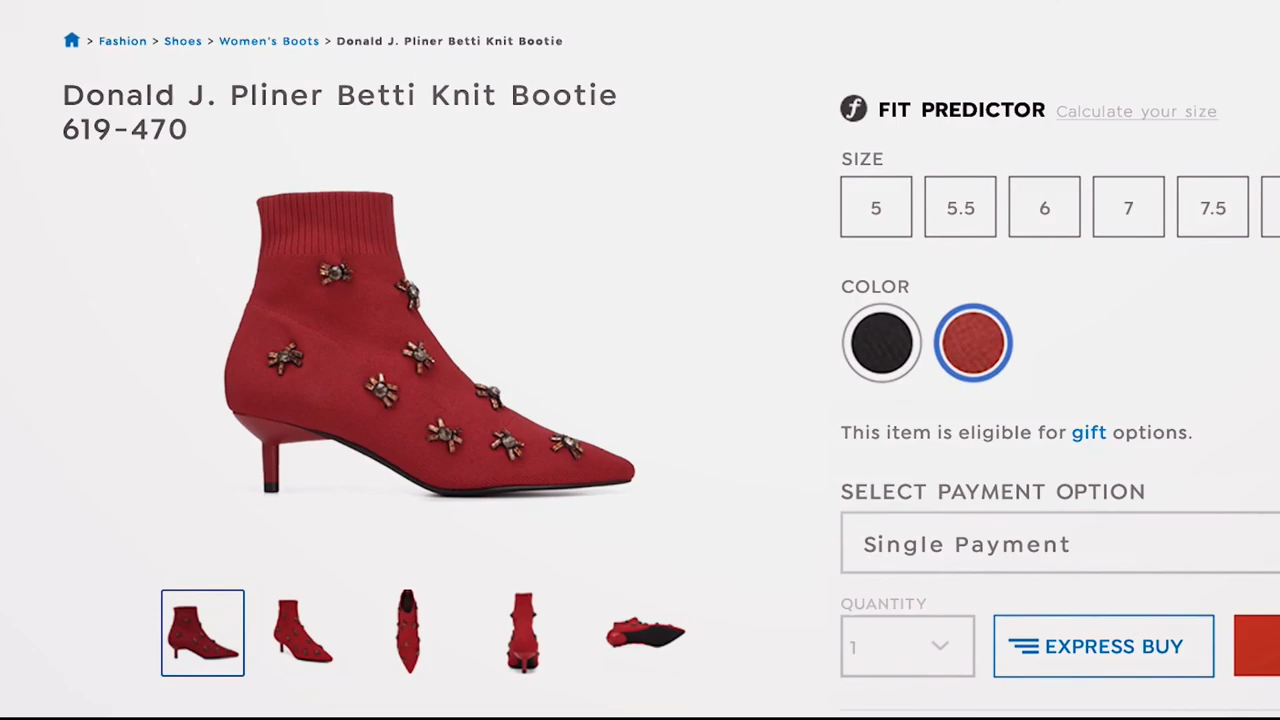 > Fashion > Shoes > Women's Boots > Donald J. Pliner Betti Knit Bootie
Donald J. Pliner Betti Knit Bootie
619-470
f FIT PREDICTOR Calculate your size
SIZE
5 5.5 6 7 7.5
COLOR
This item is eligible for gift options.
SELECT PAYMENT OPTION
Single Payment
QUANTITY
1
EXPRESS BUY